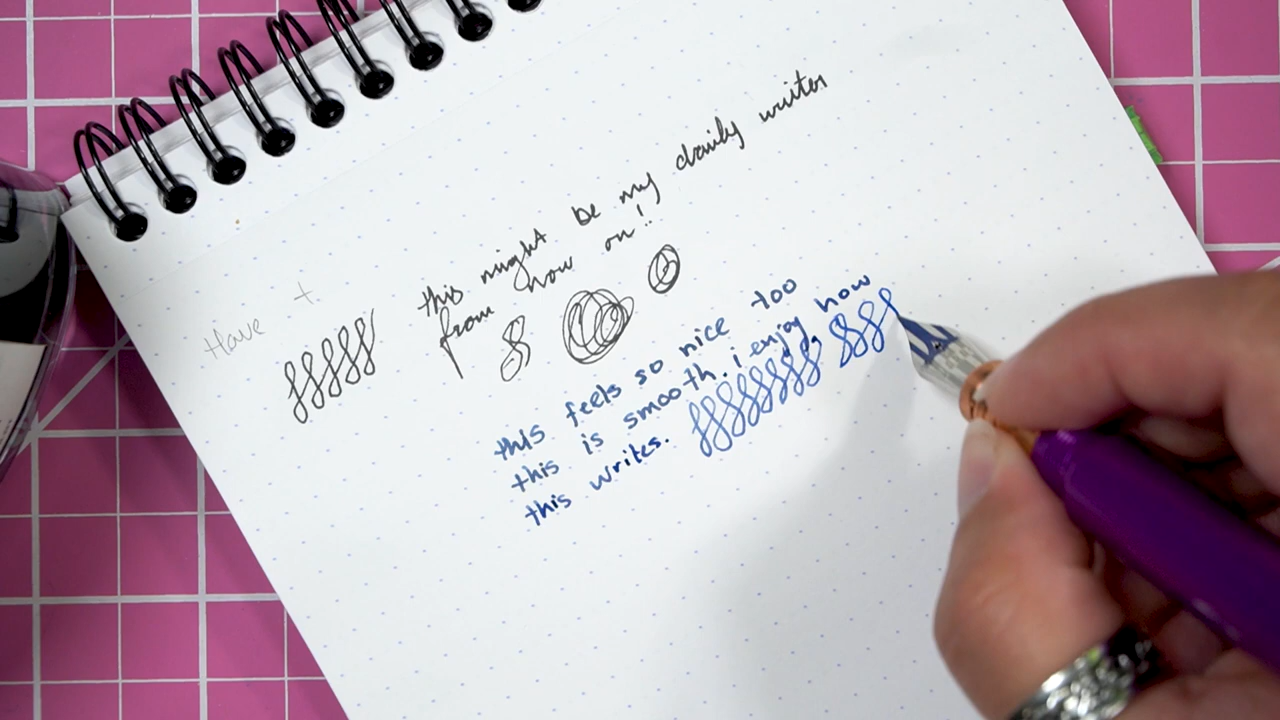 Have
this might be my daily writer
from now on!!
this feels so nice too
this is smooth. i enjoy how
this writes.